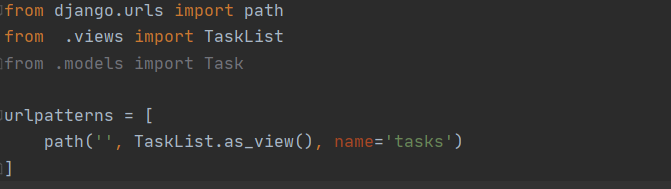 from django.urls import path
from  .views import TaskList
from .models import Task
urlpatterns = [
    path('', TaskList.as_view(), name='tasks')
]